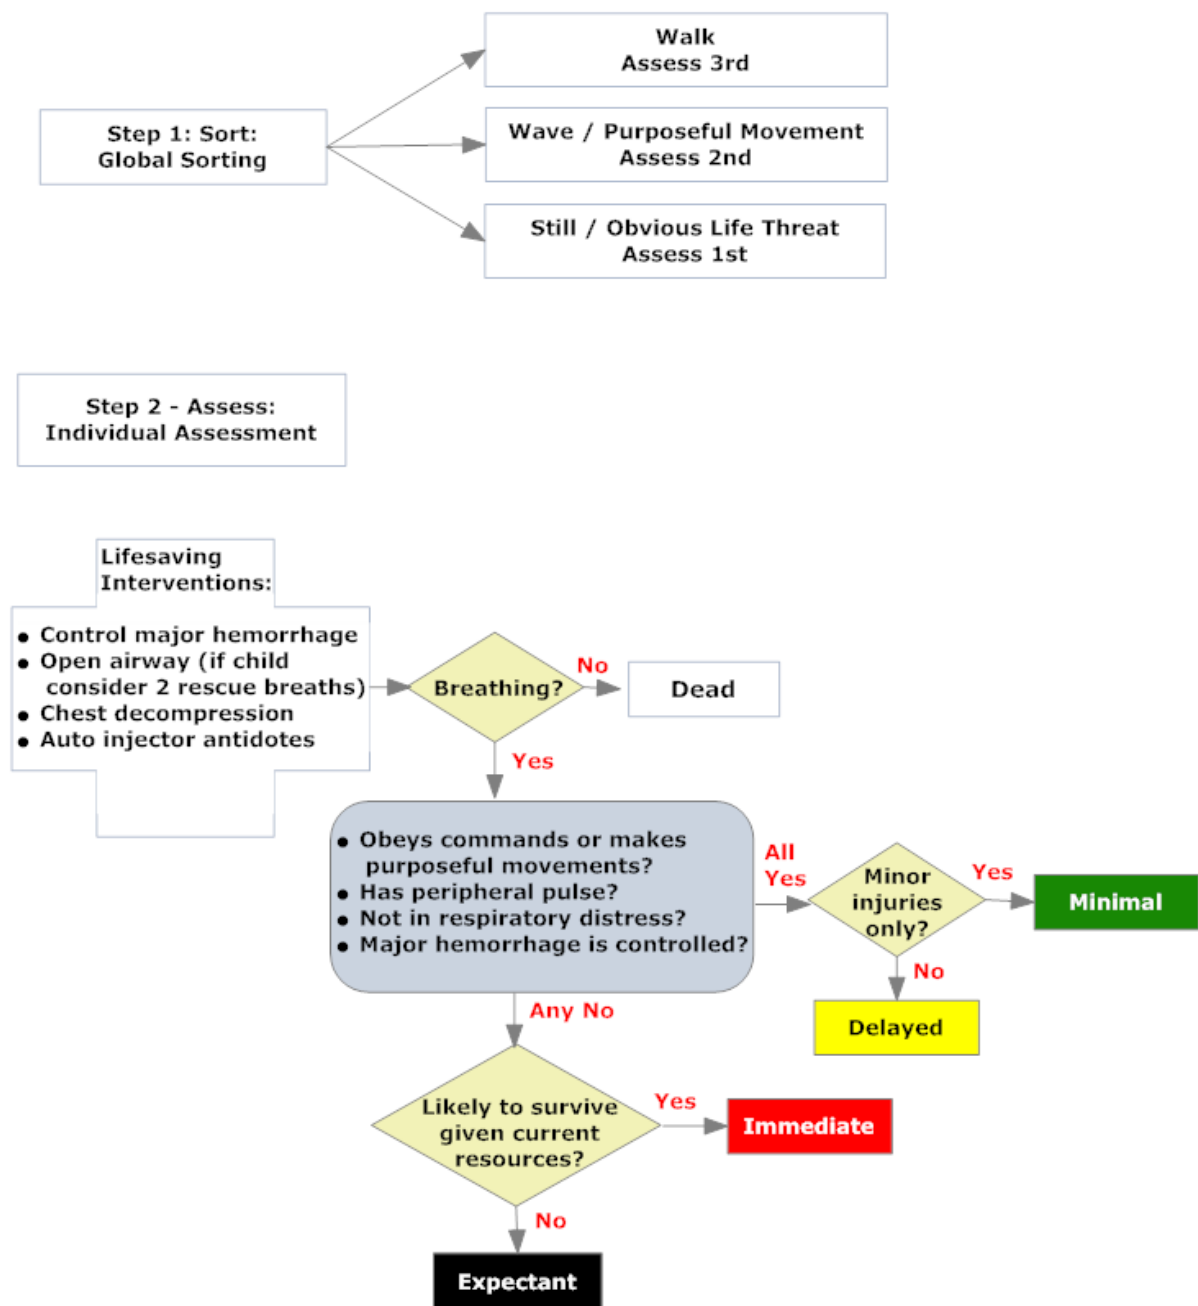 Walk
Assess 3rd
Step 1: Sort:
Global Sorting
Wave / Purposeful Movement
Assess 2nd
Still / Obvious Life Threat
Assess 1st
Step 2 - Assess:
Individual Assessment
Lifesaving
Interventions:
● Control major hemorrhage
● Open airway (if child
consider 2 rescue breaths)
● Chest decompression
● Auto injector antidotes
Breathing?
No
Dead
Yes
● Obeys commands or makes
purposeful movements?
● Has peripheral pulse?
● Not in respiratory distress?
● Major hemorrhage is controlled?
All
Yes
Minor
injuries
only?
Yes
Minimal
No
Delayed
Any No
Likely to survive
given current
resources?
Yes
Immediate
No
Expectant